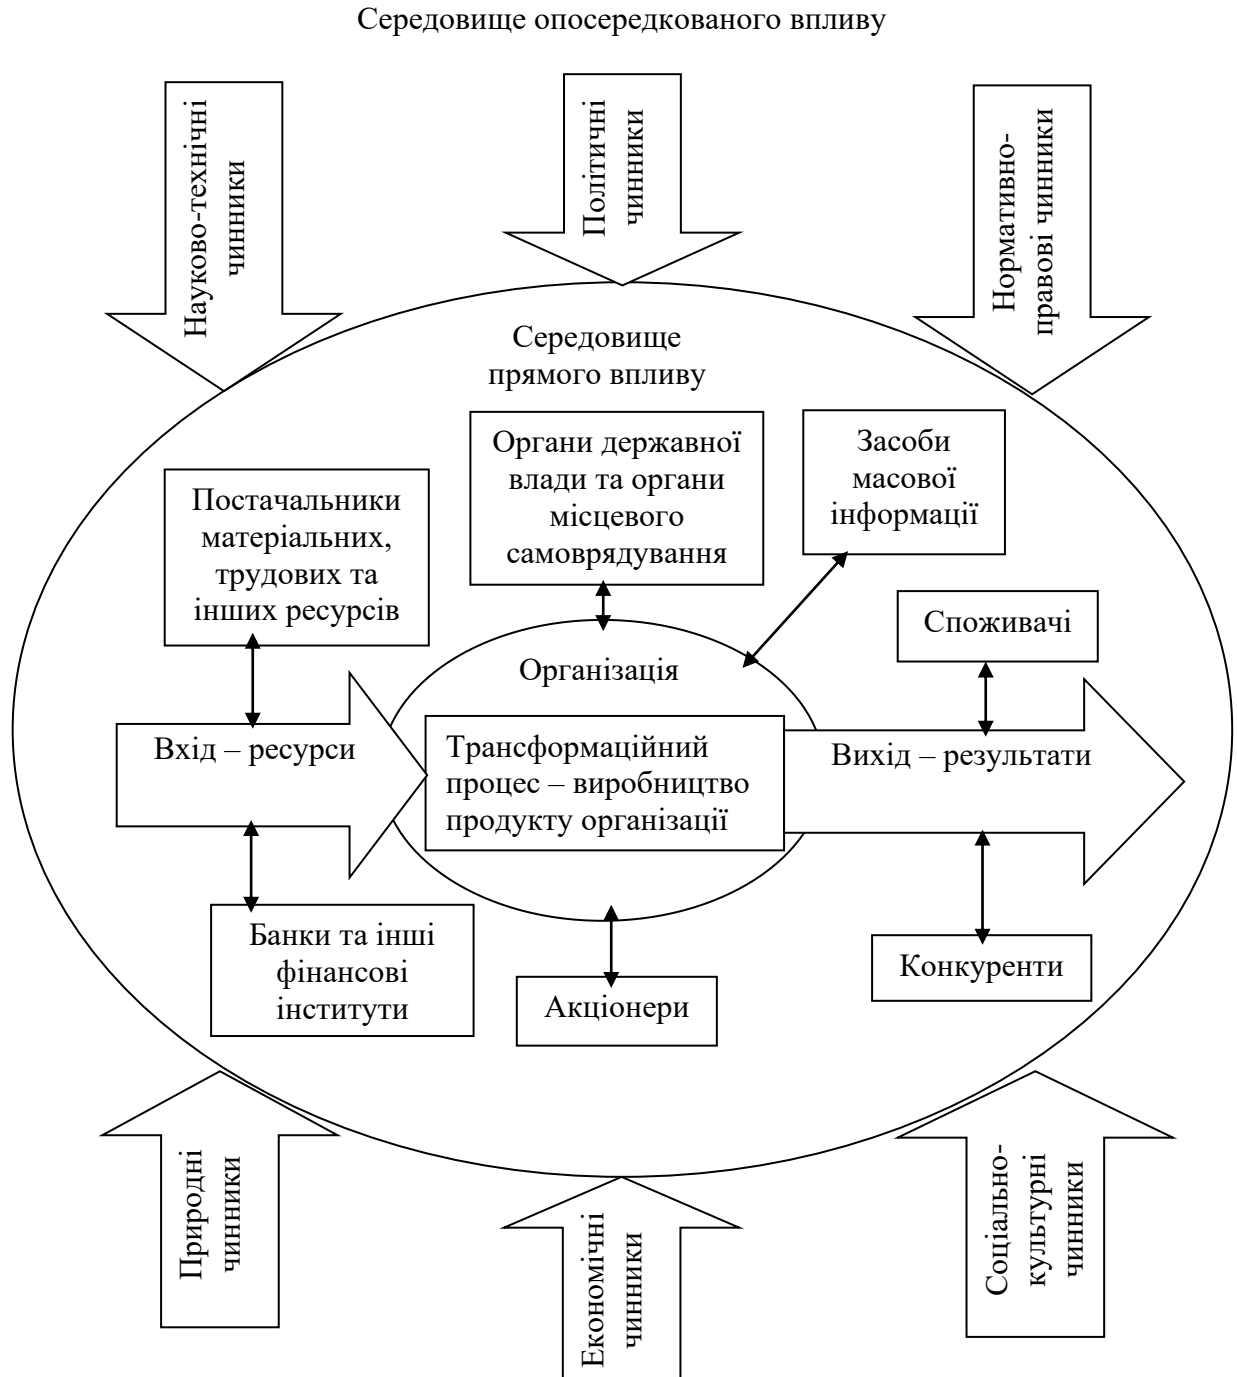 Середовище опосередкованого впливу
Науково-технічні
чинники
Політичні
чинники
Нормативно-
правові чинники
Середовище
прямого впливу
Постачальники
матеріальних,
трудових та
інших ресурсів
Органи державної
влади та органи
місцевого
самоврядування
Засоби
масової
інформації
Споживачі
Організація
Вхід – ресурси
Трансформаційний
процес – виробництво
продукту організації
Вихід – результати
Банки та інші
фінансові
інститути
Акціонери
Конкуренти
Природні
чинники
Економічні
чинники
Соціально-
культурні
чинники